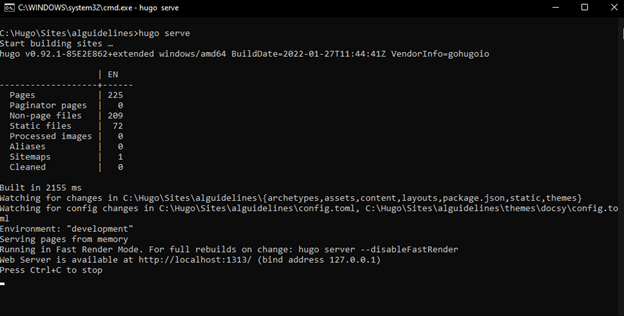 C:\WINDOWS\system32\cmd.exe - hugo serve
C:\Hugo\Sites\alguidelines>hugo serve
Start building sites …
hugo v0.92.1-85E2E862+extended windows/amd64 BuildDate=2022-01-27T11:44:41Z VendorInfo=gohugoio
| EN
-------------------+------
Pages | 225
Paginator pages | 0
Non-page files | 209
Static files | 72
Processed images | 0
Aliases | 0
Sitemaps | 1
Cleaned | 0
Built in 2155 ms
Watching for changes in C:\Hugo\Sites\alguidelines\{archetypes,assets,content,layouts,package.json,static,themes}
Watching for config changes in C:\Hugo\Sites\alguidelines\config.toml, C:\Hugo\Sites\alguidelines\themes\docsy\config.to
ml
Environment: "development"
Serving pages from memory
Running in Fast Render Mode. For full rebuilds on change: hugo server --disableFastRender
Web Server is available at http://localhost:1313/ (bind address 127.0.0.1)
Press Ctrl+C to stop